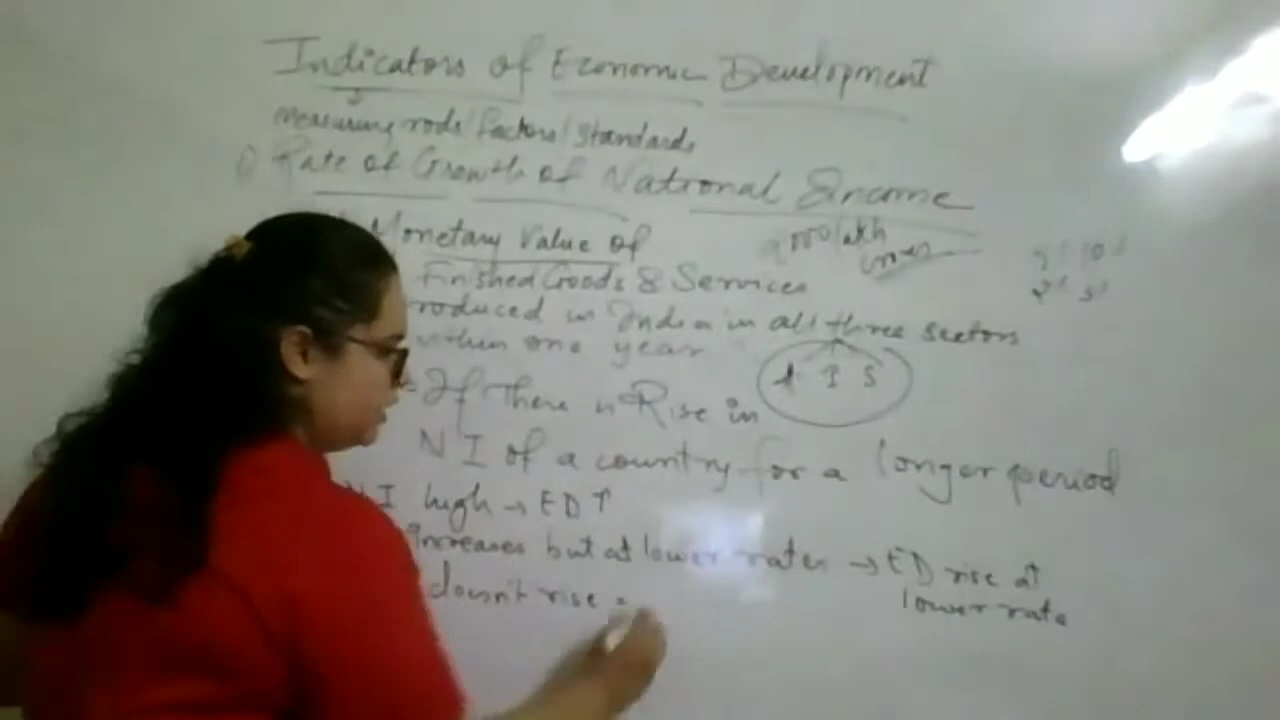 Indicators of Economic Development
measuring rods/factors/standards
① Rate of Growth of National Income
Monetary Value of
Finished Goods & Services
roduced in India in all three sectors
within one year
A I S
If There is Rise in
N I of a country for a longer period
N I high → ED↑
increases but at lower rates → ED rise at
lower rate
doesn't rise =